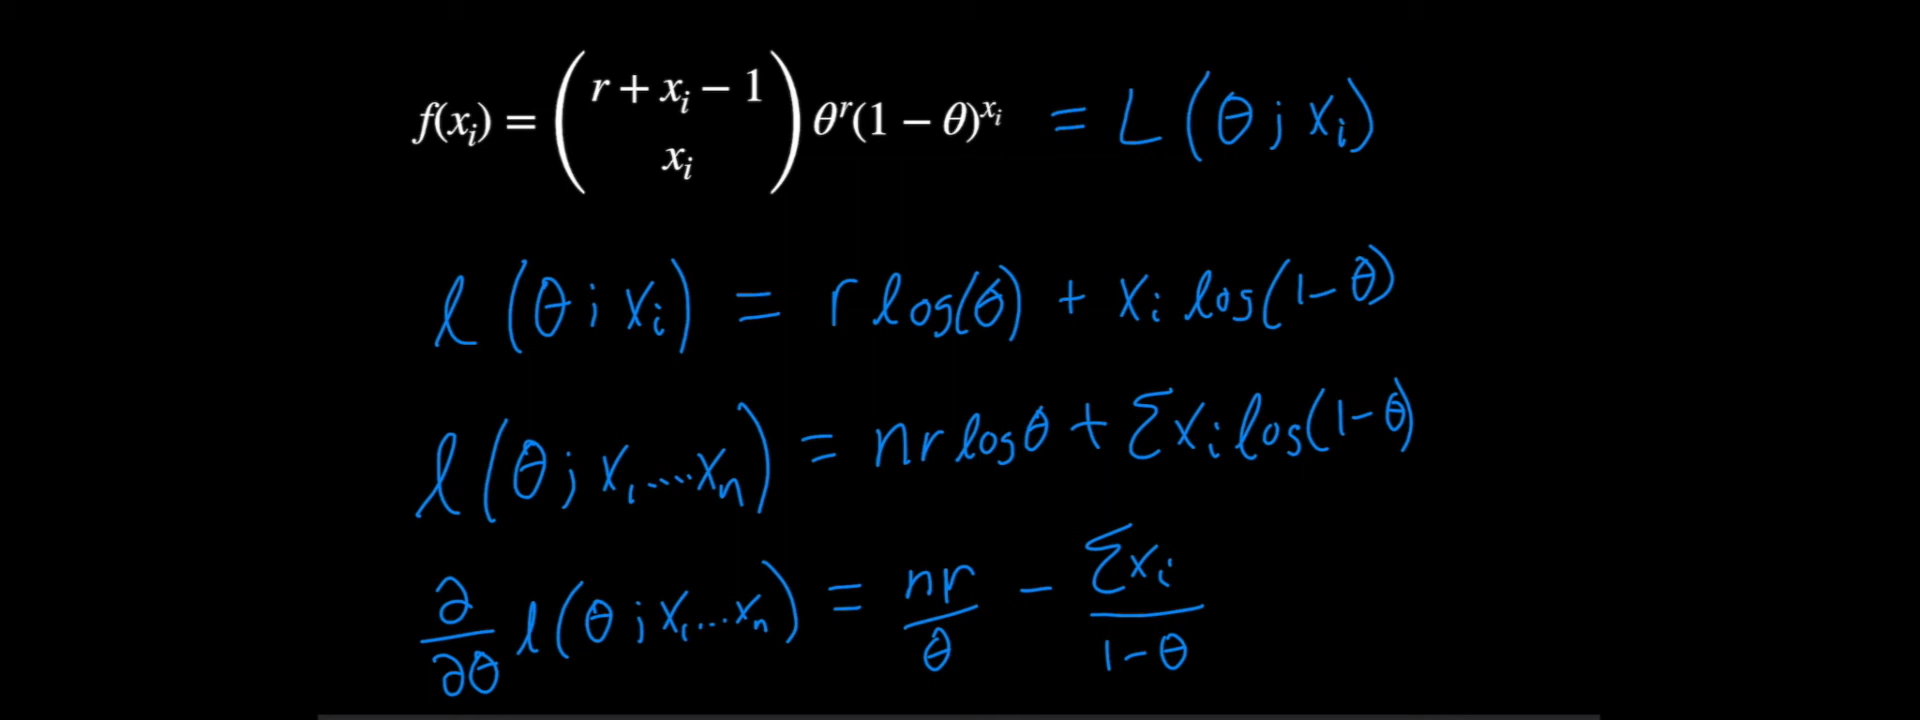 f(x_i) = \binom{r + x_i − 1}{x_i} θ^r (1 − θ)^{x_i} = L(θ; x_i)
ℓ(θ; x_i) = r log(θ) + x_i log(1−θ)
ℓ(θ; x_1....x_n) = nr logθ + Σx_i log(1−θ)
∂/∂θ ℓ(θ; x_1...x_n) = nr/θ − Σx_i/(1−θ)